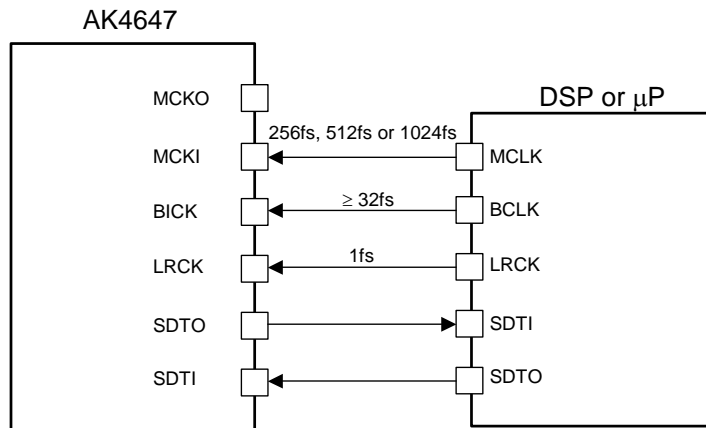 AK4647
DSP or μP
MCKO
256fs, 512fs or 1024fs
MCKI
MCLK
≥ 32fs
BICK
BCLK
1fs
LRCK
LRCK
SDTO
SDTI
SDTI
SDTO